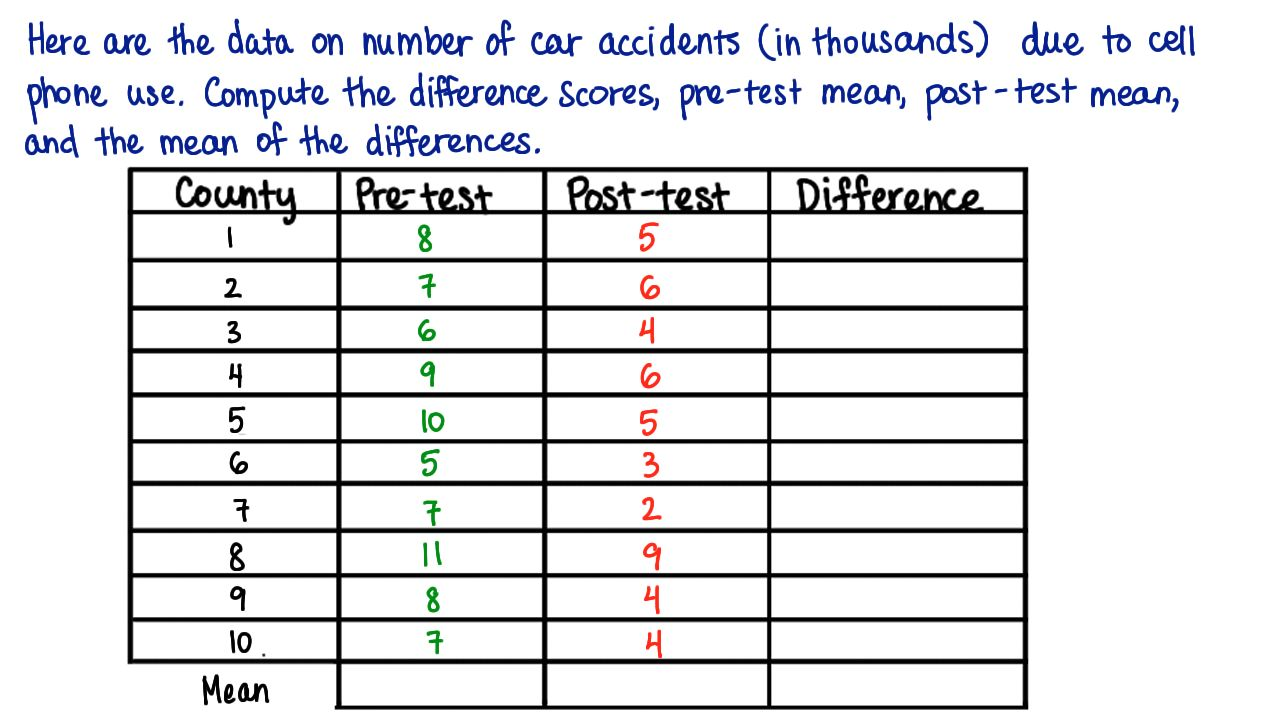 Here are the data on number of car accidents (in thousands) due to cell
phone use. Compute the difference scores, pre-test mean, post-test mean,
and the mean of the differences.
County Pre-test Post-test Difference
1 8 5
2 7 6
3 6 4
4 9 6
5 10 5
6 5 3
7 7 2
8 11 9
9 8 4
10 7 4
Mean